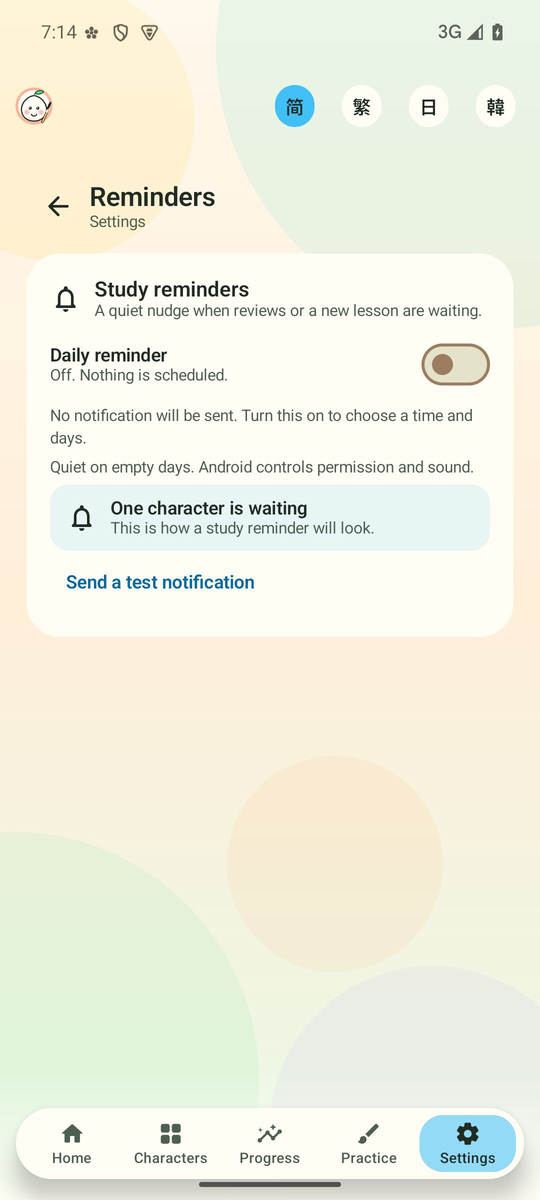 7:14
3G
简
繁
日
韓
Reminders
Settings
Study reminders
A quiet nudge when reviews or a new lesson are waiting.
Daily reminder
Off. Nothing is scheduled.
No notification will be sent. Turn this on to choose a time and
days.
Quiet on empty days. Android controls permission and sound.
One character is waiting
This is how a study reminder will look.
Send a test notification
Home
Characters
Progress
Practice
Settings